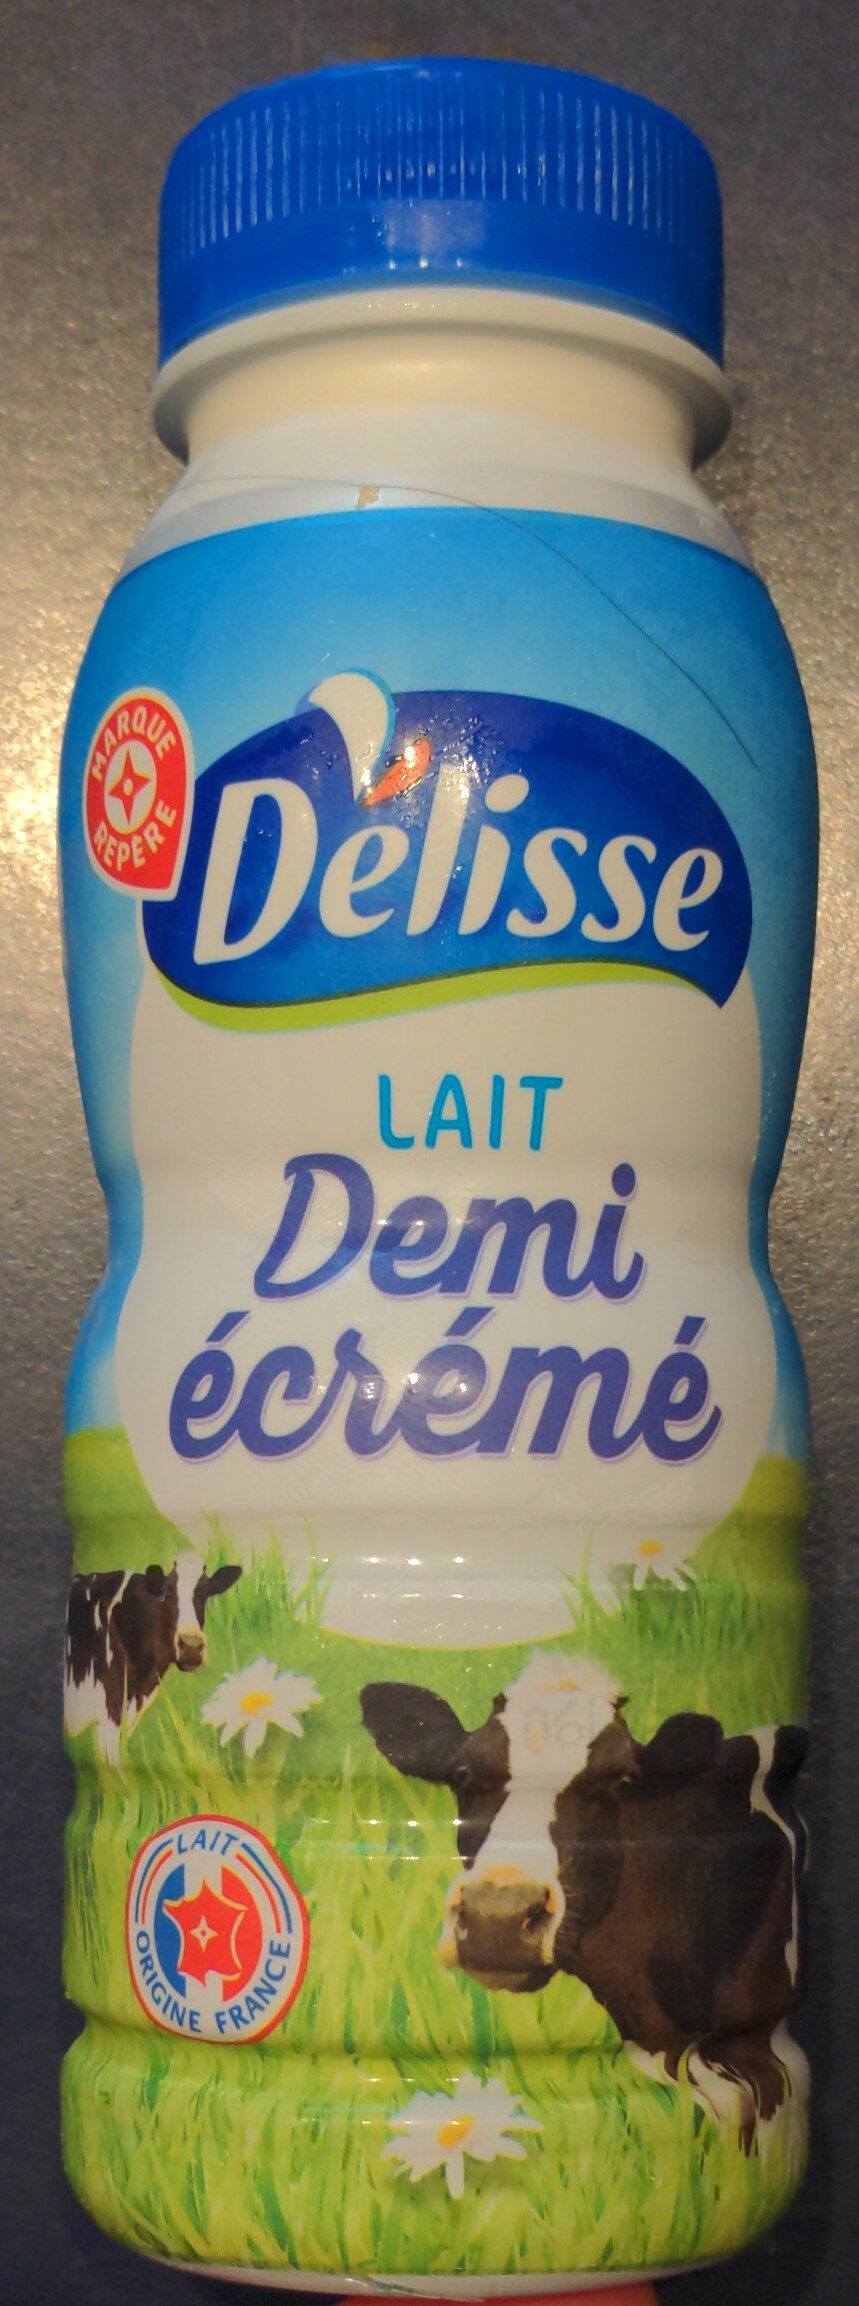 MARQUE
REPÈRE
Délisse
LAIT
Demi
écrémé
LAIT
ORIGINE FRANCE